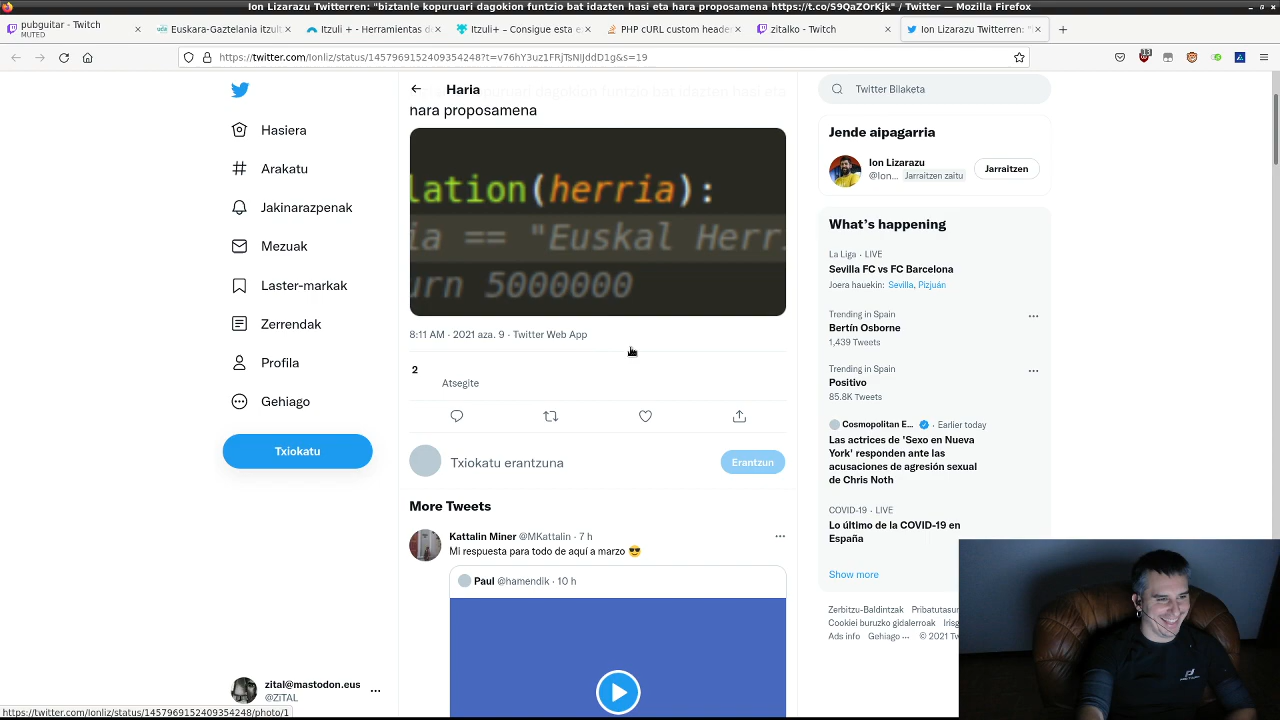 Ion Lizarazu Twitterren: "biztanle kopuruari dagokion funtzio bat idazten hasi eta hara proposamena https://t.co/S9QaZOrKjk" / Twitter — Mozilla Firefox
pubguitar - Twitch
MUTED
Euskara-Gaztelania itzuli
Itzuli + - Herramientas d
Itzuli+ – Consigue esta e
PHP cURL custom heade
zitalko - Twitch
Ion Lizarazu Twitterren: "
https://twitter.com/Ionliz/status/1457969152409354248?t=v76hY3uz1FRjTsNIJddD1g&s=19
13
Haria
Twitter Bilaketa
nara proposamena
lation(herria):
ia == "Euskal Herr
urn 5000000
8:11 AM · 2021 aza. 9 · Twitter Web App
2
Atsegite
Txiokatu erantzuna
Erantzun
More Tweets
Kattalin Miner @MKattalin · 7 h
Mi respuesta para todo de aquí a marzo 😎
Paul @hamendik · 10 h
Hasiera
Arakatu
Jakinarazpenak
Mezuak
Laster-markak
Zerrendak
Profila
Gehiago
Txiokatu
zital@mastodon.eus
@ZiTAL
Jende aipagarria
Ion Lizarazu
@Ion... Jarraitzen zaitu
Jarraitzen
What's happening
La Liga · LIVE
Sevilla FC vs FC Barcelona
Joera hauekin: Sevilla, Pizjuán
Trending in Spain
Bertín Osborne
1,439 Tweets
Trending in Spain
Positivo
85.8K Tweets
Cosmopolitan E... · Earlier today
Las actrices de 'Sexo en Nueva
York' responden ante las
acusaciones de agresión sexual
de Chris Noth
COVID-19 · LIVE
Lo último de la COVID-19 en
España
Show more
Zerbitzu-Baldintzak Pribatutasun
Cookiei buruzko gidalerroak Irisg
Ads info Gehiago ··· © 2021 Tw
https://twitter.com/Ionliz/status/1457969152409354248/photo/1